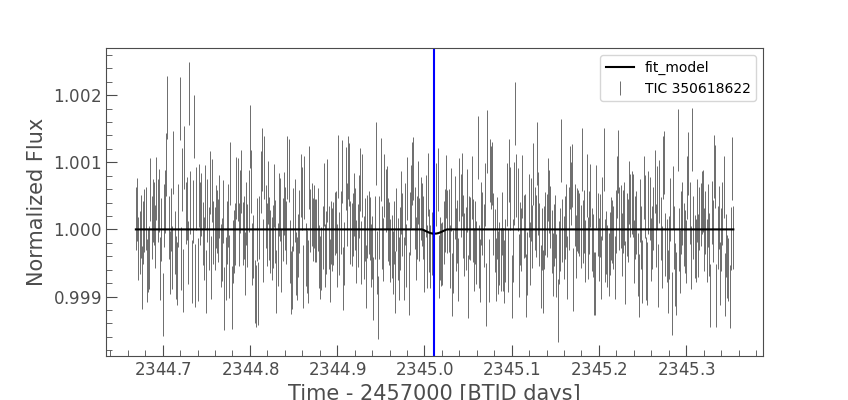 fit_model
TIC 350618622
1.002
1.001
1.000
0.999
Normalized Flux
2344.7 2344.8 2344.9 2345.0 2345.1 2345.2 2345.3
Time - 2457000 [BTJD days]